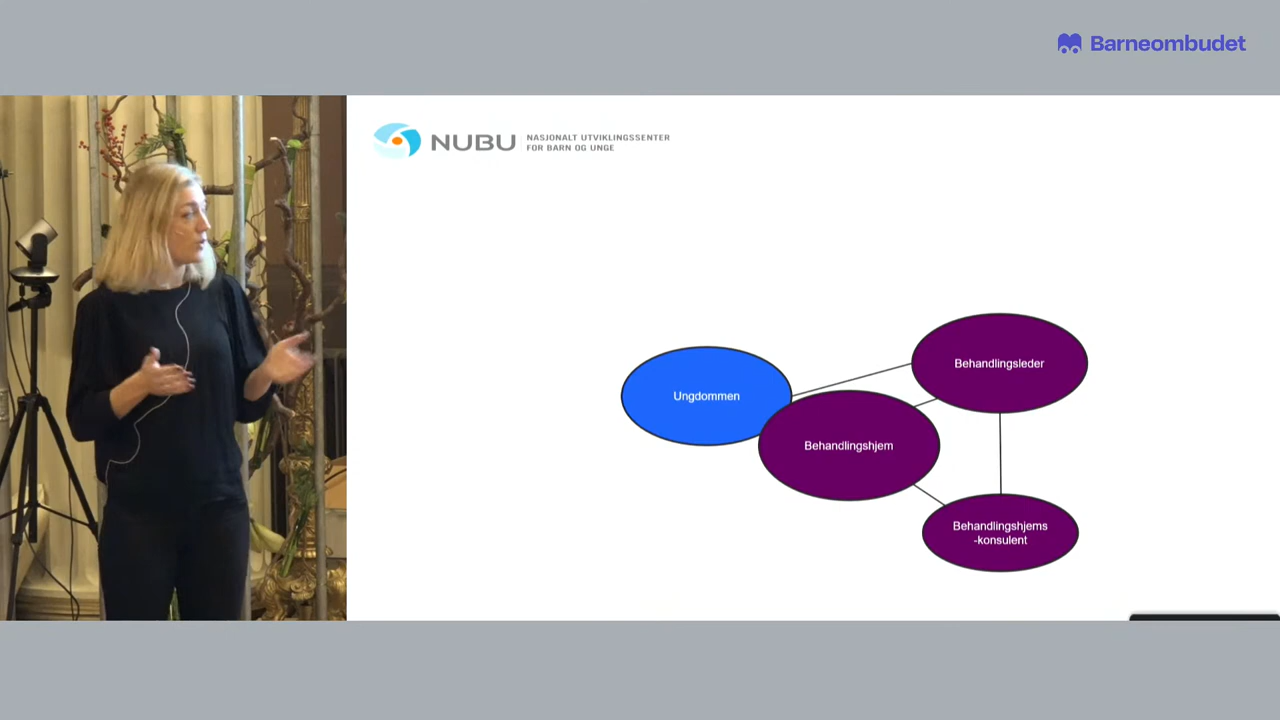 Barneombudet
NUBU
NASJONALT UTVIKLINGSSENTER
FOR BARN OG UNGE
Behandlingsleder
Ungdommen
Behandlingshjem
Behandlingshjems
-konsulent